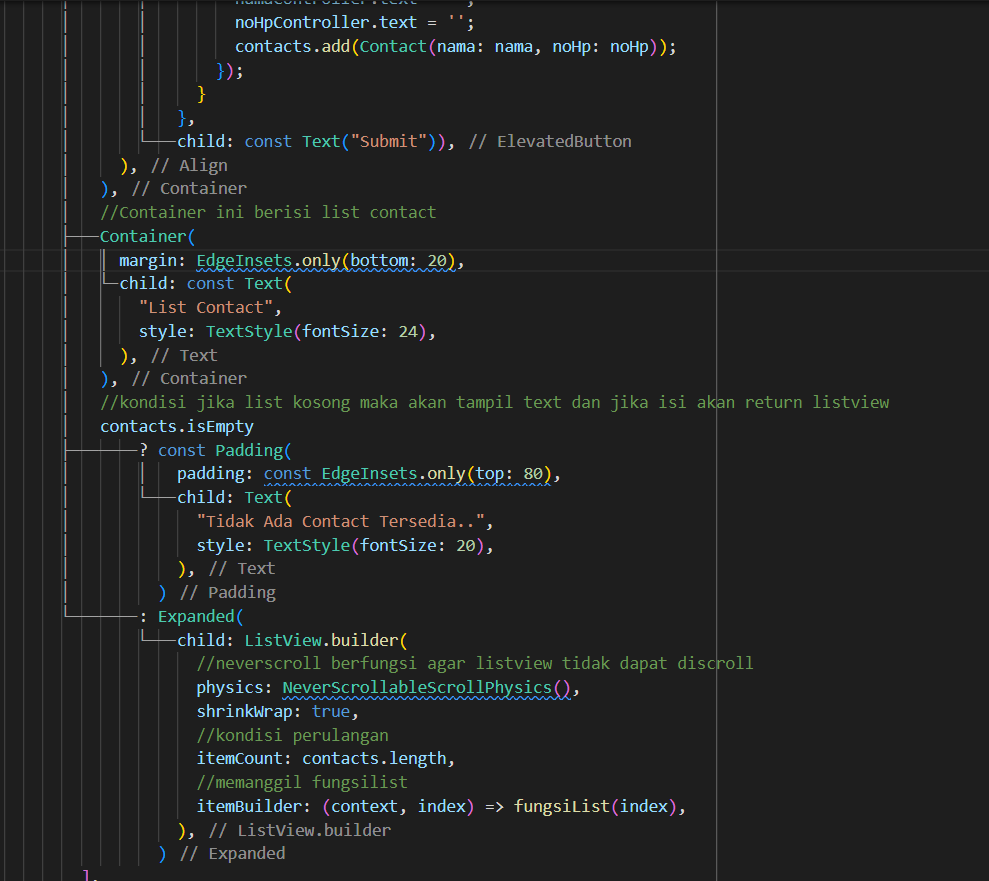 noHpController.text = '';
contacts.add(Contact(nama: nama, noHp: noHp));
});
}
},
child: const Text("Submit")), // ElevatedButton
), // Align
), // Container
//Container ini berisi list contact
Container(
margin: EdgeInsets.only(bottom: 20),
child: const Text(
"List Contact",
style: TextStyle(fontSize: 24),
), // Text
), // Container
//kondisi jika list kosong maka akan tampil text dan jika isi akan return listview
contacts.isEmpty
? const Padding(
padding: const EdgeInsets.only(top: 80),
child: Text(
"Tidak Ada Contact Tersedia..",
style: TextStyle(fontSize: 20),
), // Text
) // Padding
: Expanded(
child: ListView.builder(
//neverscroll berfungsi agar listview tidak dapat discroll
physics: NeverScrollableScrollPhysics(),
shrinkWrap: true,
//kondisi perulangan
itemCount: contacts.length,
//memanggil fungsilist
itemBuilder: (context, index) => fungsiList(index),
), // ListView.builder
) // Expanded
],